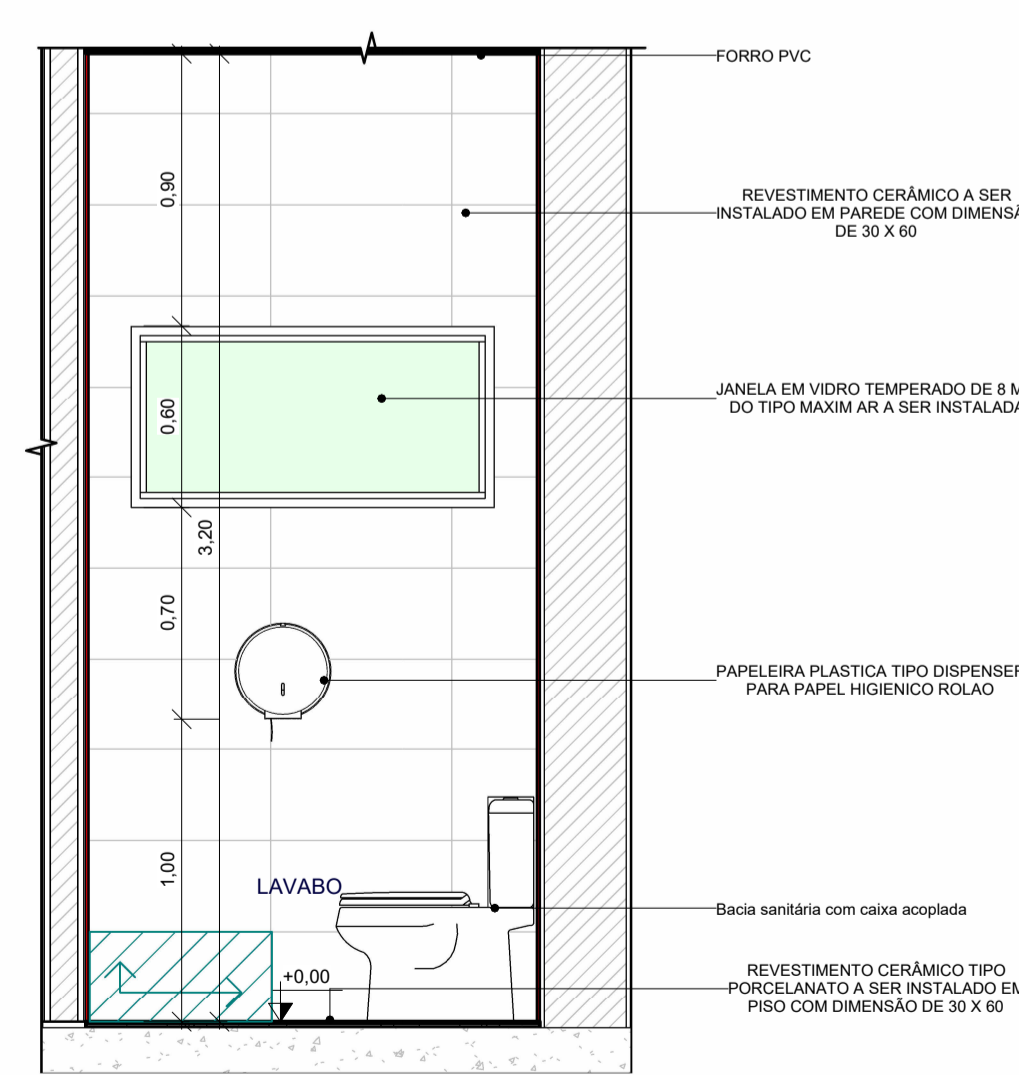 FORRO PVC
0,90
REVESTIMENTO CERÂMICO A SER
INSTALADO EM PAREDE COM
DE 30 X 60
0,60
JANELA EM VIDRO TEMPERADO DE 8
DO TIPO MAXIM AR A SER INSTALADA
3,20
0,70
PAPELEIRA PLASTICA TIPO DISPENSER
PARA PAPEL HIGIENICO ROLAO
1,00
LAVABO
Bacia sanitária com caixa acoplada
+0,00
REVESTIMENTO CERÂMICO TIPO
PORCELANATO A SER INSTALADO EM
PISO COM DIMENSÃO DE 30 X 60